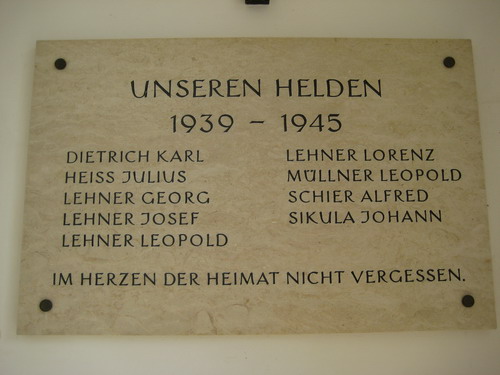 UNSEREN HELDEN
1939 – 1945
DIETRICH KARL
HEISS JULIUS
LEHNER GEORG
LEHNER JOSEF
LEHNER LEOPOLD
LEHNER LORENZ
MÜLLNER LEOPOLD
SCHIER ALFRED
SIKULA JOHANN
IM HERZEN DER HEIMAT NICHT VERGESSEN.